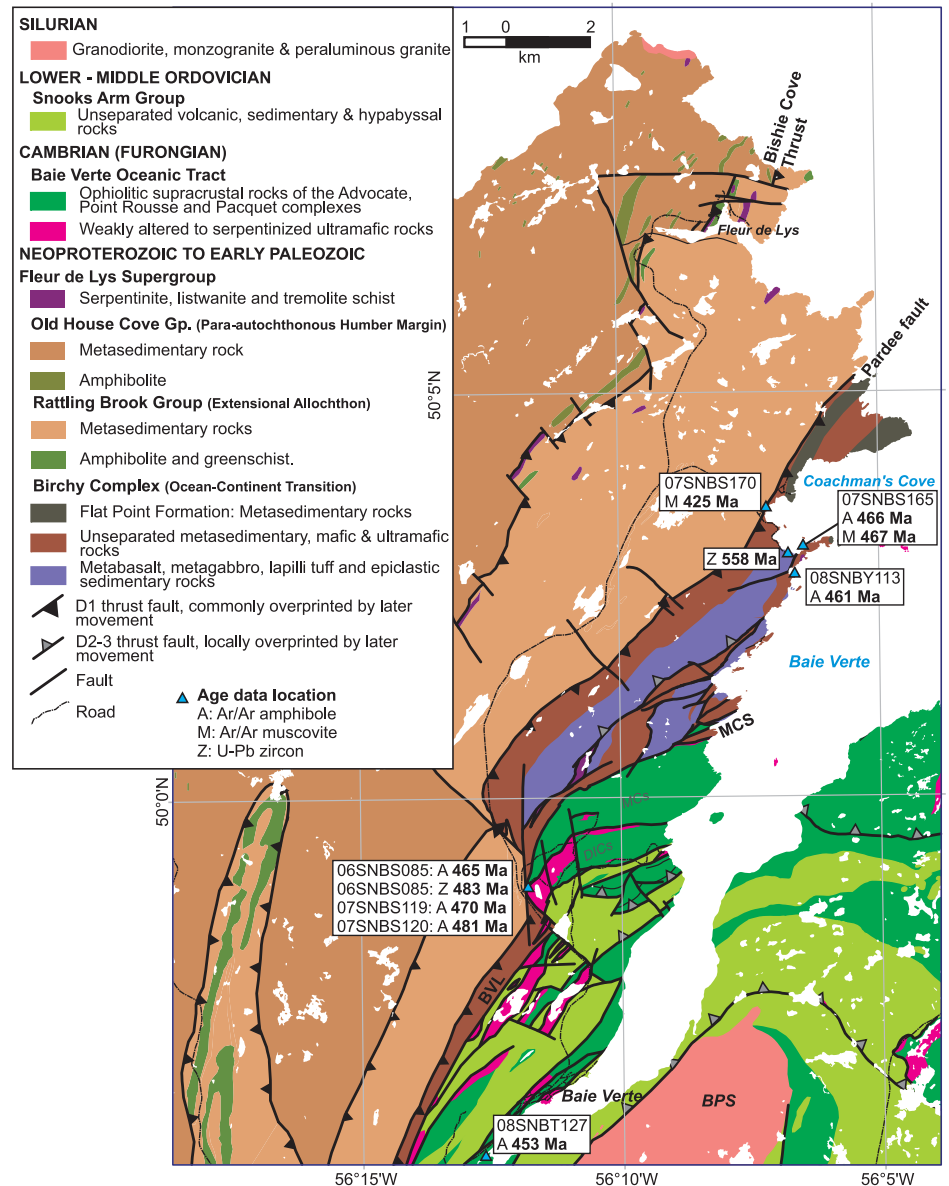 SILURIAN
Granodiorite, monzogranite & peraluminous granite
LOWER - MIDDLE ORDOVICIAN
Snooks Arm Group
Unseparated volcanic, sedimentary & hypabyssal
rocks
CAMBRIAN (FURONGIAN)
Baie Verte Oceanic Tract
Ophiolitic supracrustal rocks of the Advocate,
Point Rousse and Pacquet complexes
Weakly altered to serpentinized ultramafic rocks
NEOPROTEROZOIC TO EARLY PALEOZOIC
Fleur de Lys Supergroup
Serpentinite, listwanite and tremolite schist
Old House Cove Gp. (Para-autochthonous Humber Margin)
Metasedimentary rock
Amphibolite
Rattling Brook Group (Extensional Allochthon)
Metasedimentary rocks
Amphibolite and greenschist.
Birchy Complex (Ocean-Continent Transition)
Flat Point Formation: Metasedimentary rocks
Unseparated metasedimentary, mafic & ultramafic
rocks
Metabasalt, metagabbro, lapilli tuff and epiclastic
sedimentary rocks
D1 thrust fault, commonly overprinted by later
movement
D2-3 thrust fault, locally overprinted by later
movement
Fault
Road
Age data location
A: Ar/Ar amphibole
M: Ar/Ar muscovite
Z: U-Pb zircon
1 0 2
km
Bishie Cove
Thrust
Fleur de Lys
Pardee fault
50°5'N
07SNBS170
M 425 Ma
Coachman's Cove
07SNBS165
A 466 Ma
M 467 Ma
Z 558 Ma
08SNBY113
A 461 Ma
Baie Verte
MCS
50°0'N
MCs
DICs
06SNBS085: A 465 Ma
06SNBS085: Z 483 Ma
07SNBS119: A 470 Ma
07SNBS120: A 481 Ma
BVL
Baie Verte
BPS
08SNBT127
A 453 Ma
56°15'W 56°10'W 56°5'W